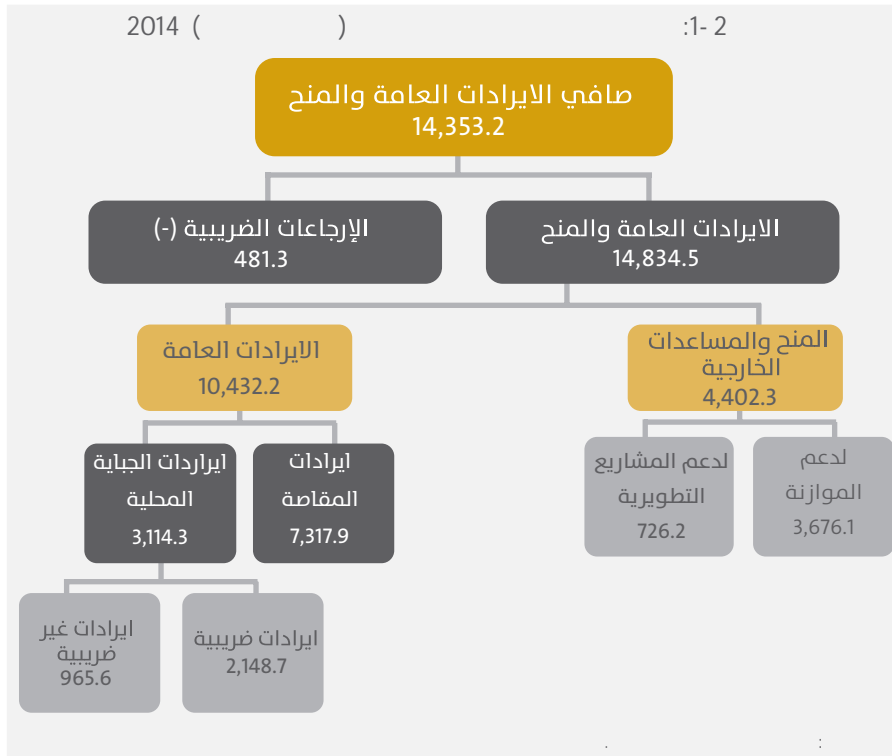 2-1: ( ) 2014
صافي الايرادات العامة والمنح
14,353.2
الايرادات العامة والمنح
14,834.5
الإرجاعات الضريبية (-)
481.3
المنح والمساعدات
الخارجية
4,402.3
الايرادات العامة
10,432.2
لدعم
الموازنة
3,676.1
لدعم المشاريع
التطويرية
726.2
ايرادات
المقاصة
7,317.9
ايراردات الجباية
المحلية
3,114.3
ايرادات ضريبية
2,148.7
ايرادات غير
ضريبية
965.6
: .